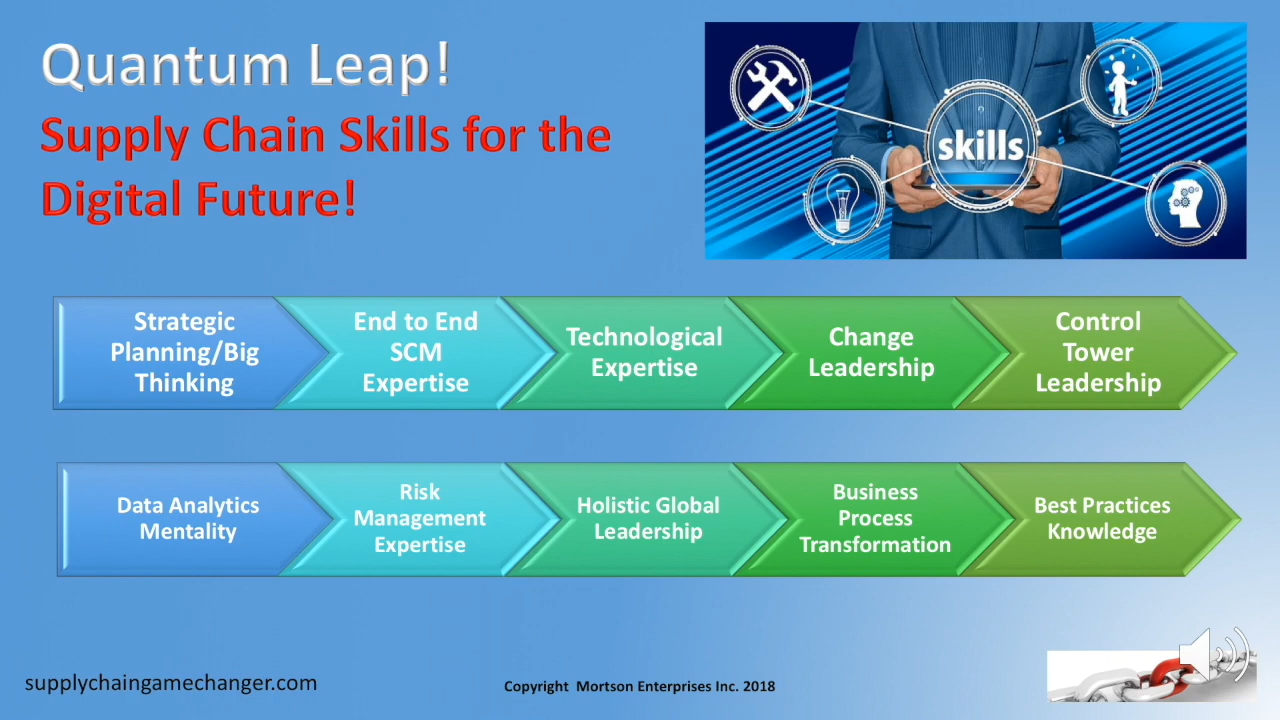 Quantum Leap!
Supply Chain Skills for the
Digital Future!
skills
Strategic
Planning/Big
Thinking
End to End
SCM
Expertise
Technological
Expertise
Change
Leadership
Control
Tower
Leadership
Data Analytics
Mentality
Risk
Management
Expertise
Holistic Global
Leadership
Business
Process
Transformation
Best Practices
Knowledge
supplychaingamechanger.com
Copyright  Mortson Enterprises Inc. 2018